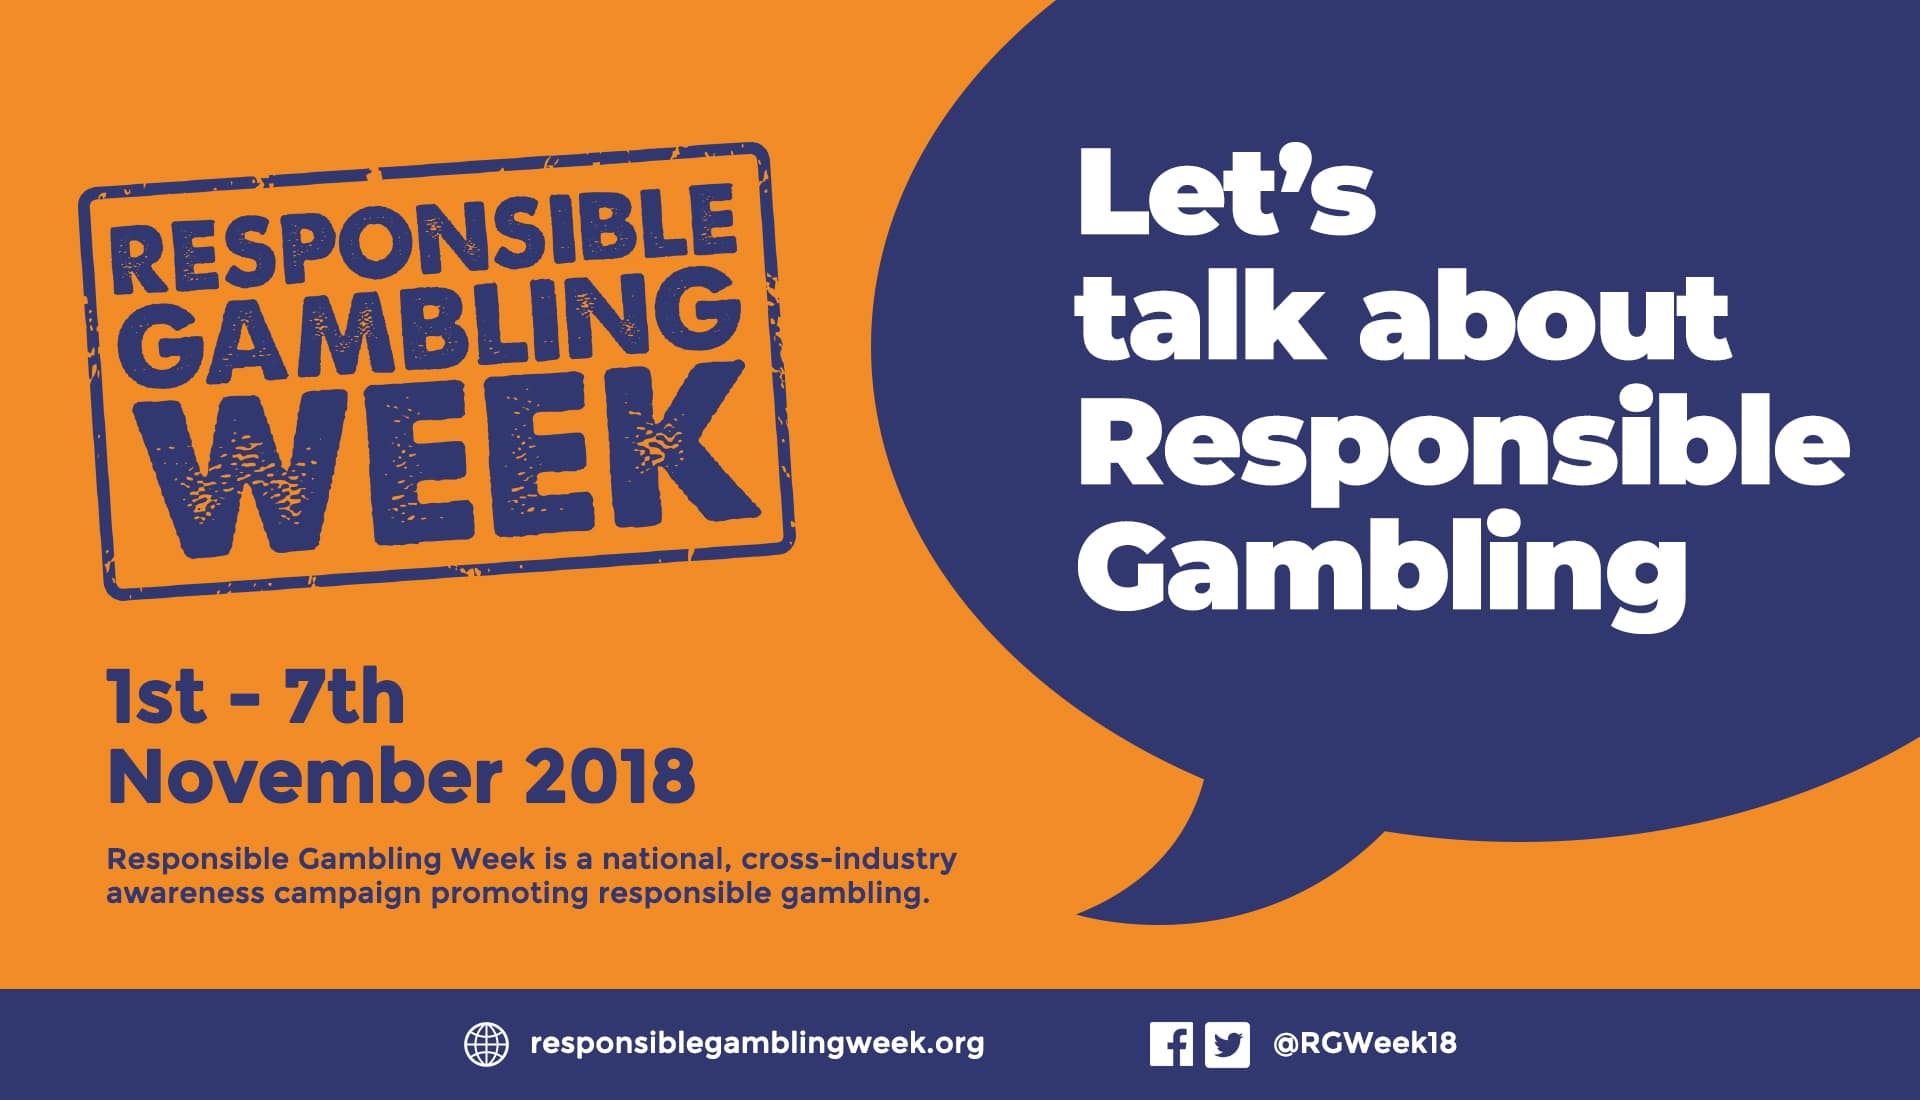 RESPONSIBLE
GAMBLING
WEEK
1st - 7th
November 2018
Responsible Gambling Week is a national, cross-industry
awareness campaign promoting responsible gambling.
Let’s
talk about
Responsible
Gambling
responsiblegamblingweek.org
@RGWeek18